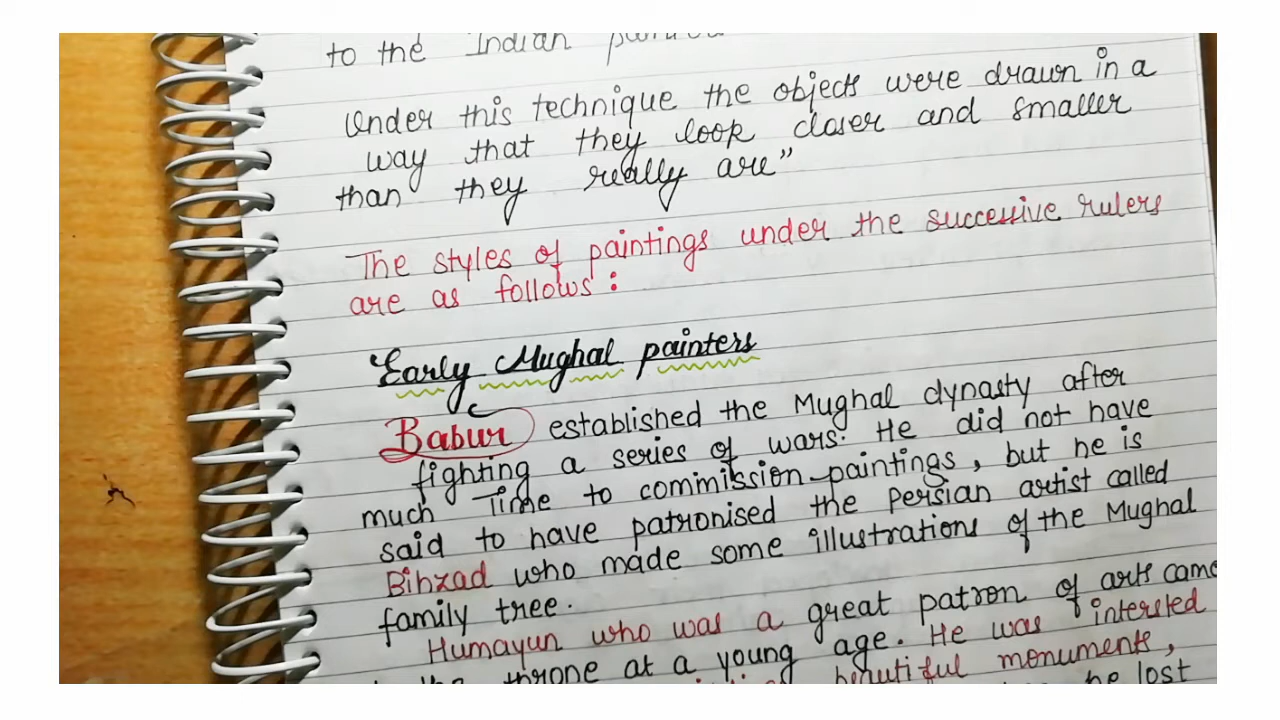 to the Indian
Under this technique the objects were drawn in a
way that they look closer and smaller
than they really are"
The styles of paintings under the successive rulers
are as follows:
Early Mughal painters
Babur established the Mughal dynasty after
fighting a series of wars. He did not have
much Time to commission paintings, but he is
said to have patronised the Persian artist called
Bihzad who made some illustrations of the Mughal
family tree.
Humayun who was a great patron of arts came
throne at a young age. He was intersted
beautiful monuments,
he lost